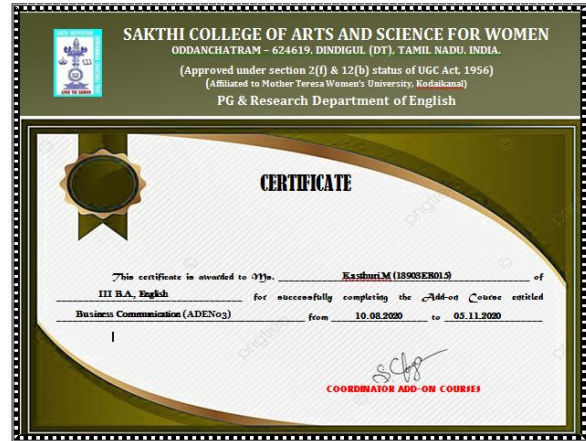 SAKTHI COLLEGE OF ARTS AND SCIENCE FOR WOMEN
ODDANCHATRAM – 624619. DINDIGUL (DT), TAMIL NADU. INDIA.
(Approved under section 2(f) & 12(b) status of UGC Act, 1956)
(Affiliated to Mother Teresa Women's University, Kodaikanal)
PG & Research Department of English
LIVE TO SERVE
CERTIFICATE
This certificate is awarded to Ms. Kasthuri.M (18903ER015) of
III B.A., English for successfully completing the Add-on Course entitled
Business Communication (ADEN03) from 10.08.2020 to 05.11.2020
COORDINATOR ADD-ON COURSES